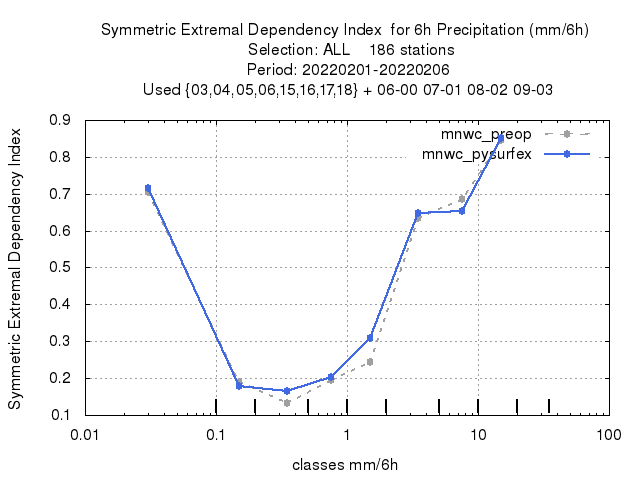 Symmetric Extremal Dependency Index  for 6h Precipitation (mm/6h)
Selection: ALL    186 stations
Period: 20220201-20220206
Used {03,04,05,06,15,16,17,18} + 06-00 07-01 08-02 09-03
Symmetric Extremal Dependency Index
0.9
0.8
0.7
0.6
0.5
0.4
0.3
0.2
0.1
mnwc_preop
mnwc_pysurfex
0.01 0.1 1 10 100
classes mm/6h